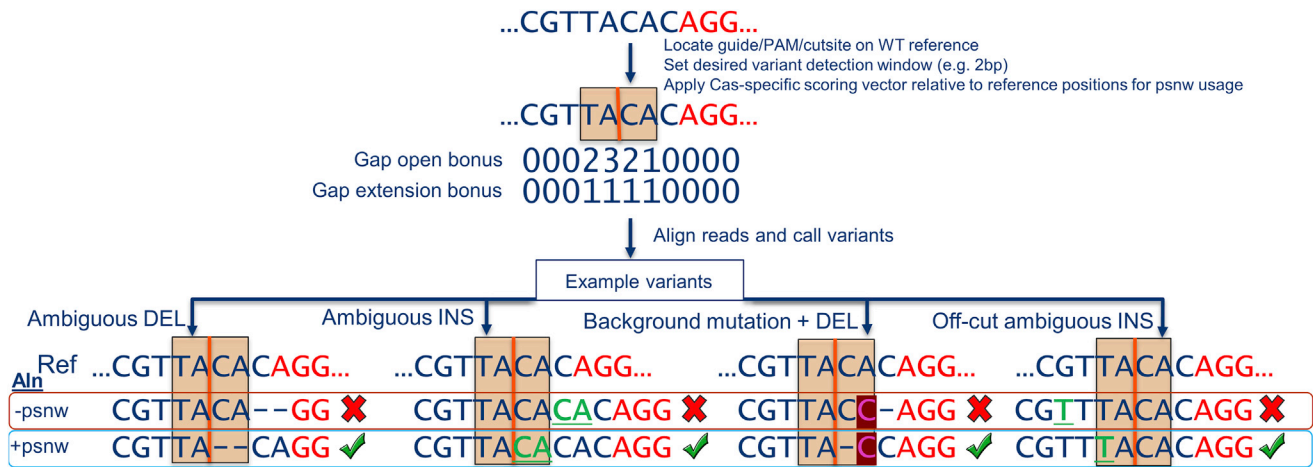 ...CGTTACACAGG...
Locate guide/PAM/cutsite on WT reference
Set desired variant detection window (e.g. 2bp)
Apply Cas-specific scoring vector relative to reference positions for psnw usage
...CGTTACACAGG...
Gap open bonus 00023210000
Gap extension bonus 00011110000
Align reads and call variants
Example variants
Ambiguous DEL
Ambiguous INS
Background mutation + DEL
Off-cut ambiguous INS
Ref ...CGTTACACAGG... ...CGTTACACAGG... ...CGTTACACAGG... ...CGTTACACAGG...
Aln
-psnw CGTTACA--GG CGTTACACACAGG CGTTACC-AGG CGTTTACACAGG
+psnw CGTTA--CAGG CGTTACACACAGG CGTTA-CCAGG CGTTTACACAGG